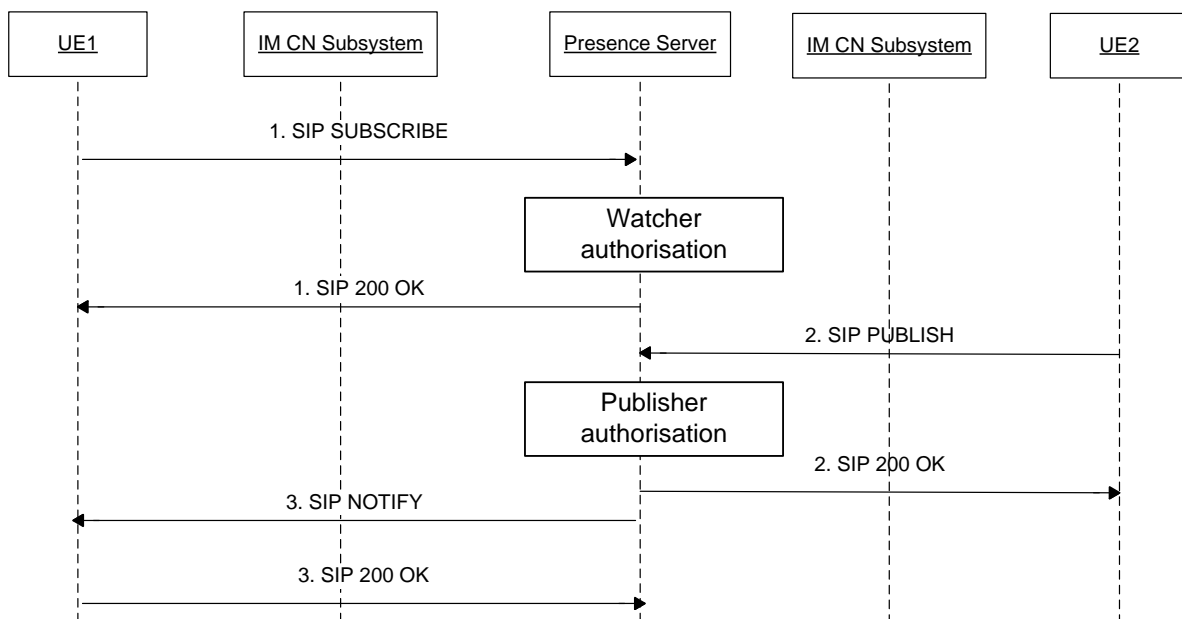 UE1
IM CN Subsystem
Presence Server
IM CN Subsystem
UE2
1. SIP SUBSCRIBE
Watcher
authorisation
1. SIP 200 OK
2. SIP PUBLISH
Publisher
authorisation
2. SIP 200 OK
3. SIP NOTIFY
3. SIP 200 OK